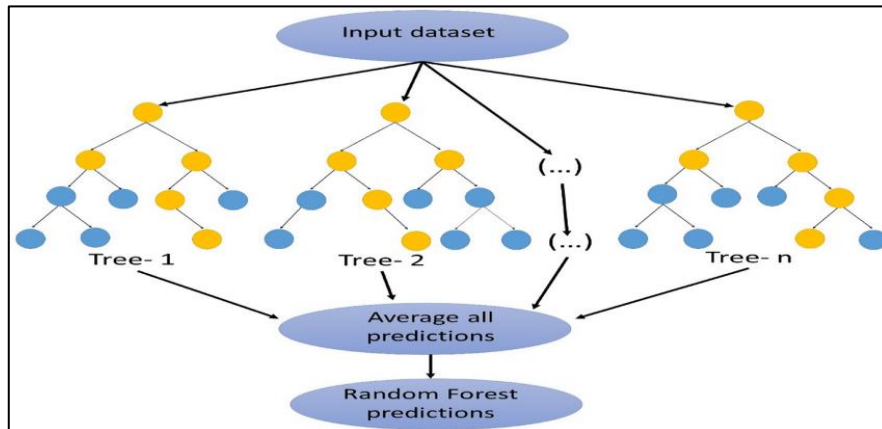 Input dataset
(...)
(...)
Tree- 1
Tree- 2
Tree- n
Average all
predictions
Random Forest
predictions